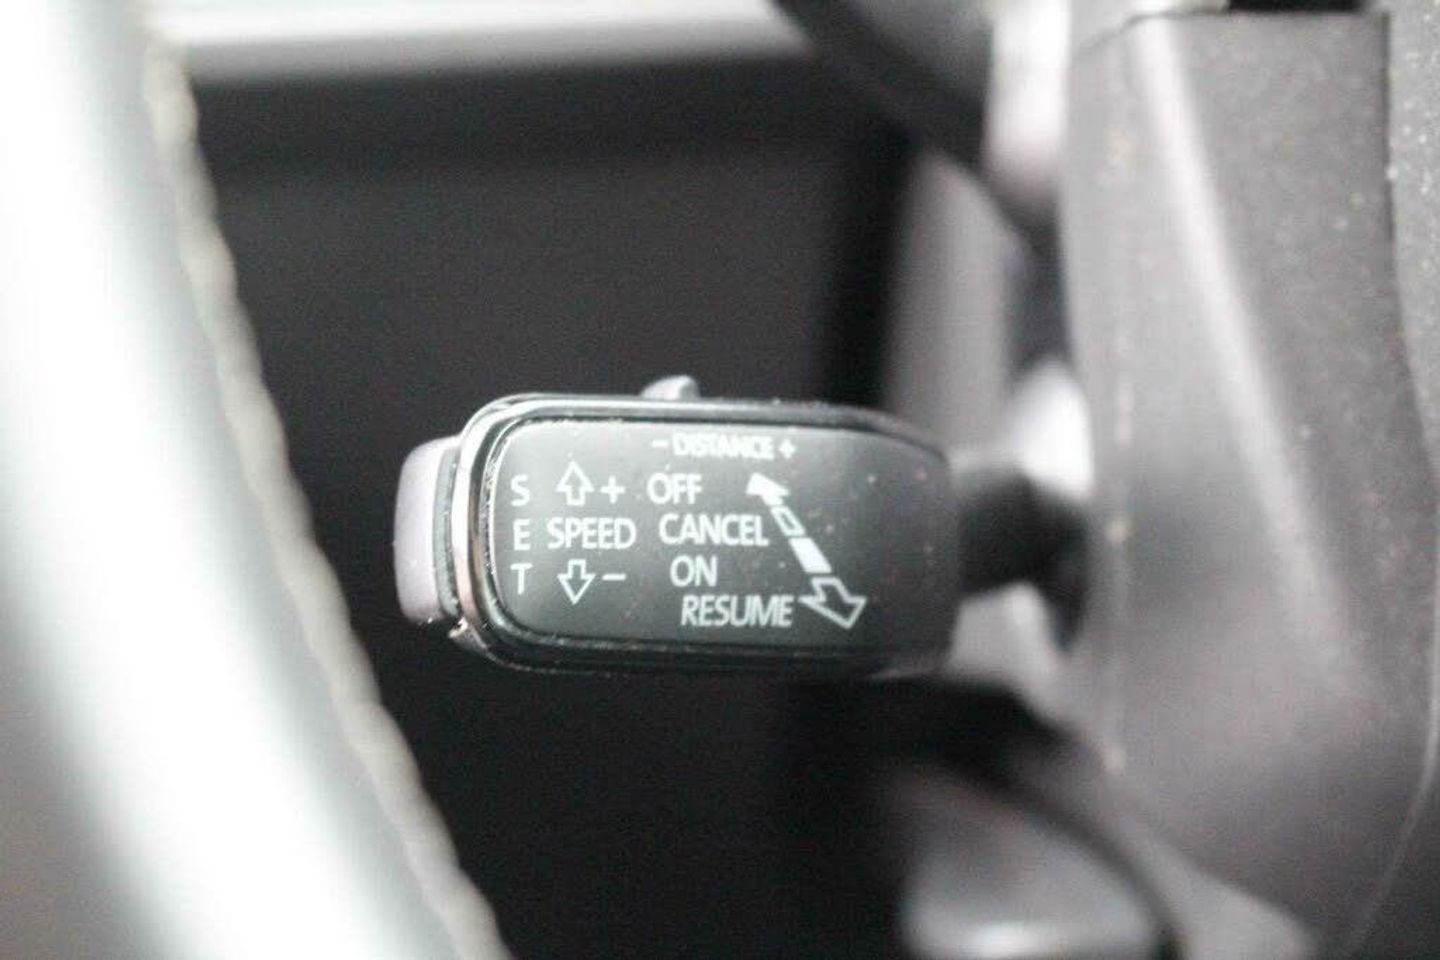 - DISTANCE +
S + OFF
E SPEED CANCEL
T - ON
RESUME